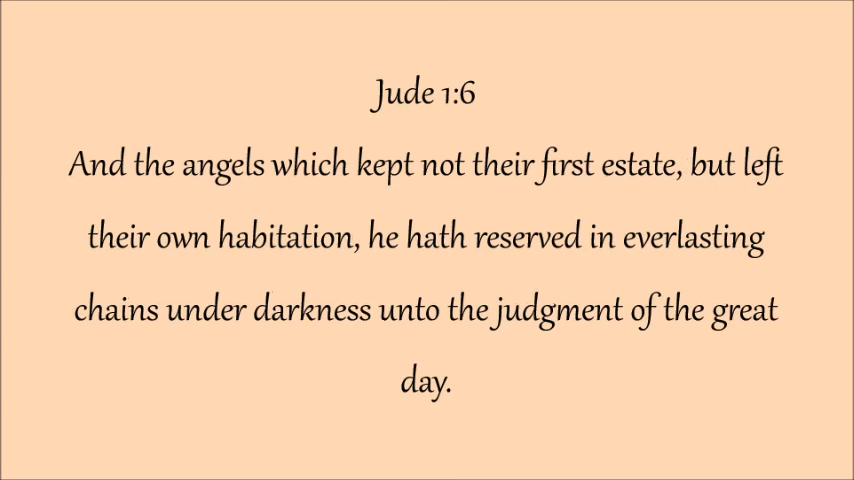 Jude 1:6
And the angels which kept not their first estate, but left
their own habitation, he hath reserved in everlasting
chains under darkness unto the judgment of the great
day.